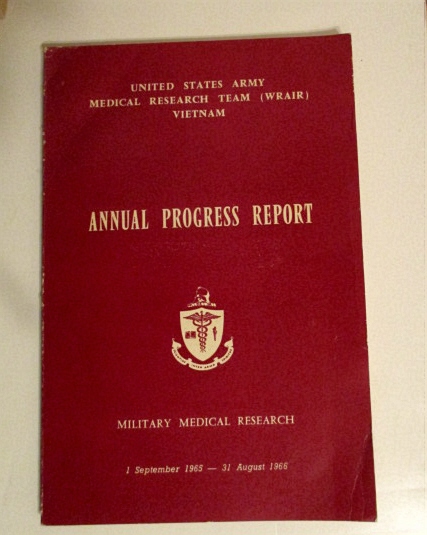 UNITED STATES ARMY
MEDICAL RESEARCH TEAM (WRAIR)
VIETNAM
ANNUAL PROGRESS REPORT
MILITARY MEDICAL RESEARCH
1 September 1965 — 31 August 1966